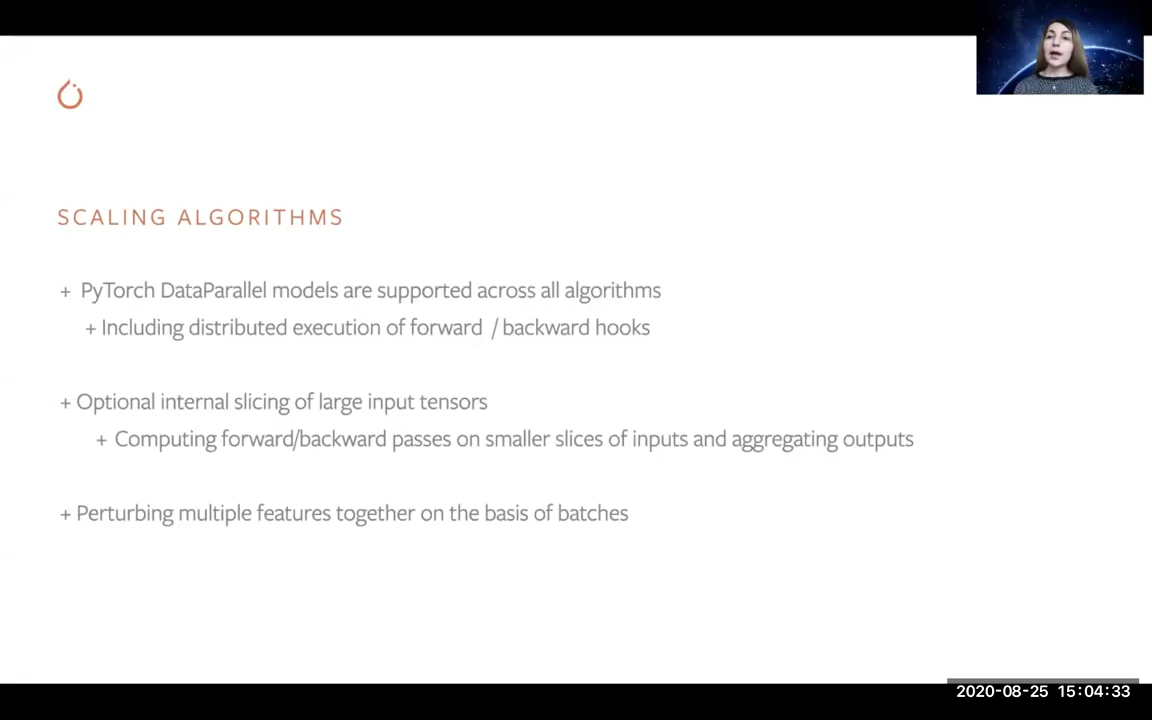 SCALING ALGORITHMS
+ PyTorch DataParallel models are supported across all algorithms
+ Including distributed execution of forward / backward hooks
+ Optional internal slicing of large input tensors
+ Computing forward/backward passes on smaller slices of inputs and aggregating outputs
+ Perturbing multiple features together on the basis of batches
2020-08-25 15:04:33